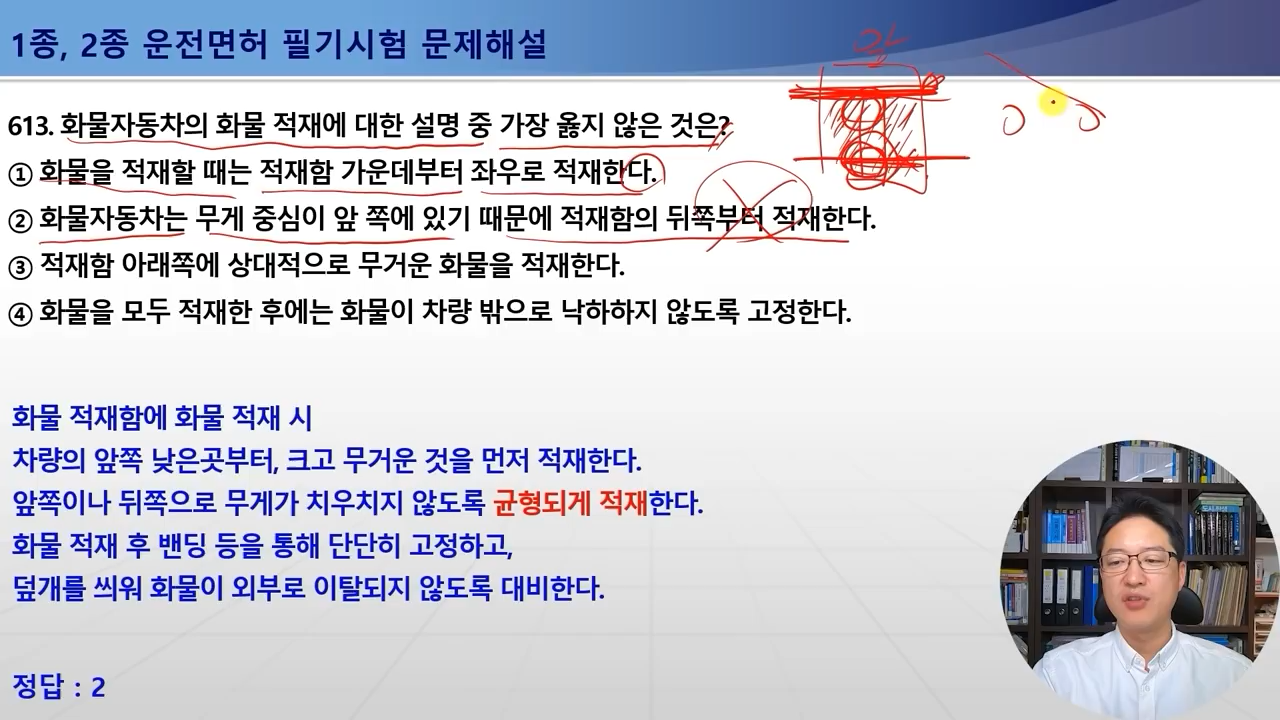 1종, 2종 운전면허 필기시험 문제해설
앞
613. 화물자동차의 화물 적재에 대한 설명 중 가장 옳지 않은 것은?
① 화물을 적재할 때는 적재함 가운데부터 좌우로 적재한다.
② 화물자동차는 무게 중심이 앞 쪽에 있기 때문에 적재함의 뒤쪽부터 적재한다.
③ 적재함 아래쪽에 상대적으로 무거운 화물을 적재한다.
④ 화물을 모두 적재한 후에는 화물이 차량 밖으로 낙하하지 않도록 고정한다.
화물 적재함에 화물 적재 시
차량의 앞쪽 낮은곳부터, 크고 무거운 것을 먼저 적재한다.
앞쪽이나 뒤쪽으로 무게가 치우치지 않도록 균형되게 적재한다.
화물 적재 후 밴딩 등을 통해 단단히 고정하고,
덮개를 씌워 화물이 외부로 이탈되지 않도록 대비한다.
정답 : 2